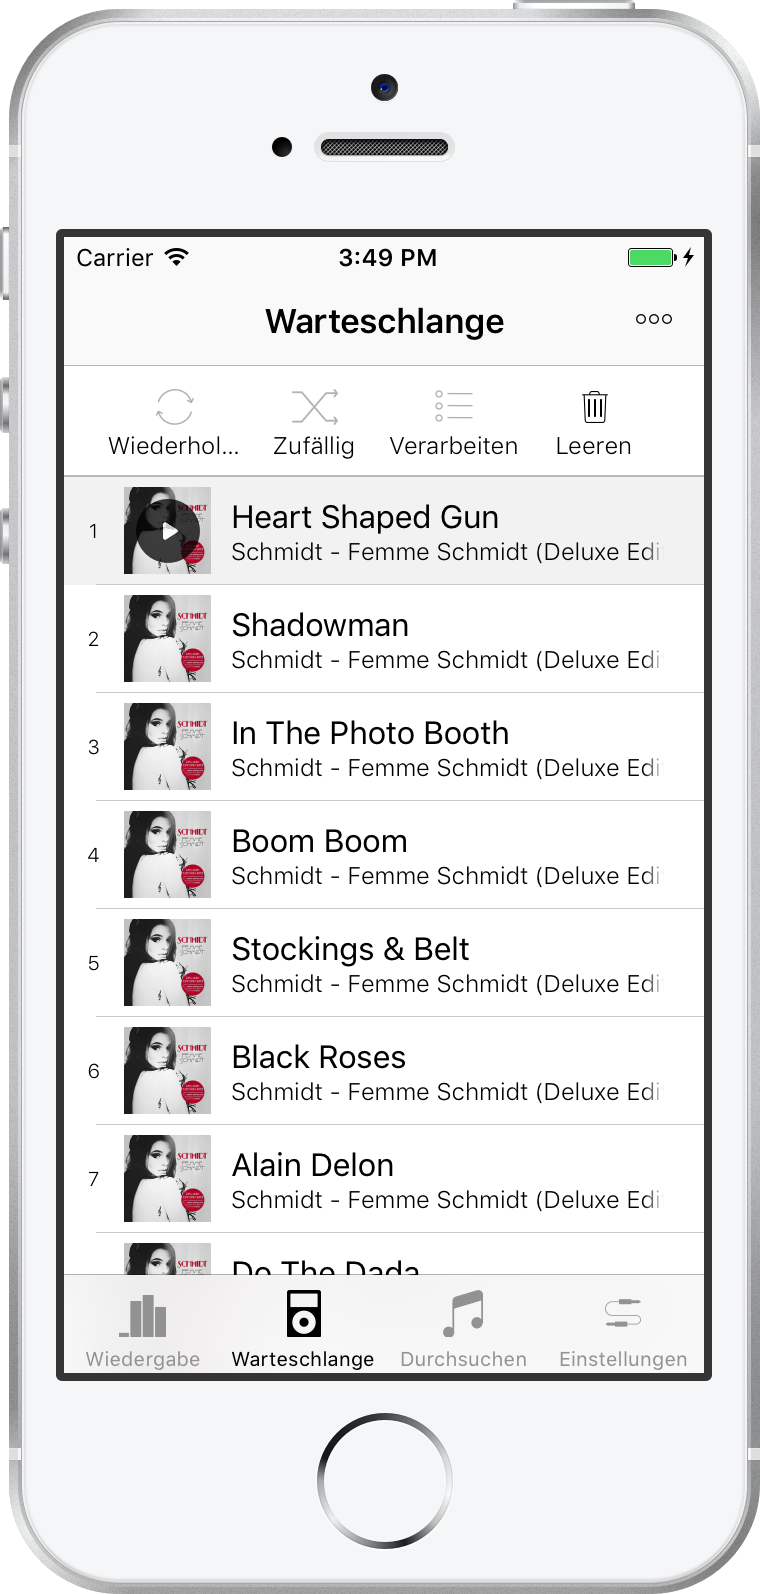 Carrier 3:49 PM
Warteschlange
Wiederhol... Zufällig Verarbeiten Leeren
1 Heart Shaped Gun
Schmidt - Femme Schmidt (Deluxe Edi
2 Shadowman
Schmidt - Femme Schmidt (Deluxe Edi
3 In The Photo Booth
Schmidt - Femme Schmidt (Deluxe Edi
4 Boom Boom
Schmidt - Femme Schmidt (Deluxe Edi
5 Stockings & Belt
Schmidt - Femme Schmidt (Deluxe Edi
6 Black Roses
Schmidt - Femme Schmidt (Deluxe Edi
7 Alain Delon
Schmidt - Femme Schmidt (Deluxe Edi
Do The Dada
Wiedergabe Warteschlange Durchsuchen Einstellungen